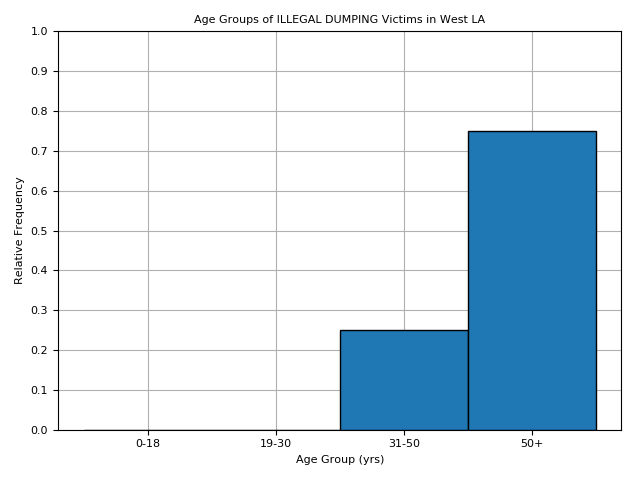 Age Groups of ILLEGAL DUMPING Victims in West LA
1.0
0.9
0.8
0.7
0.6
0.5
0.4
0.3
0.2
0.1
0.0
Relative Frequency
0-18 19-30 31-50 50+
Age Group (yrs)